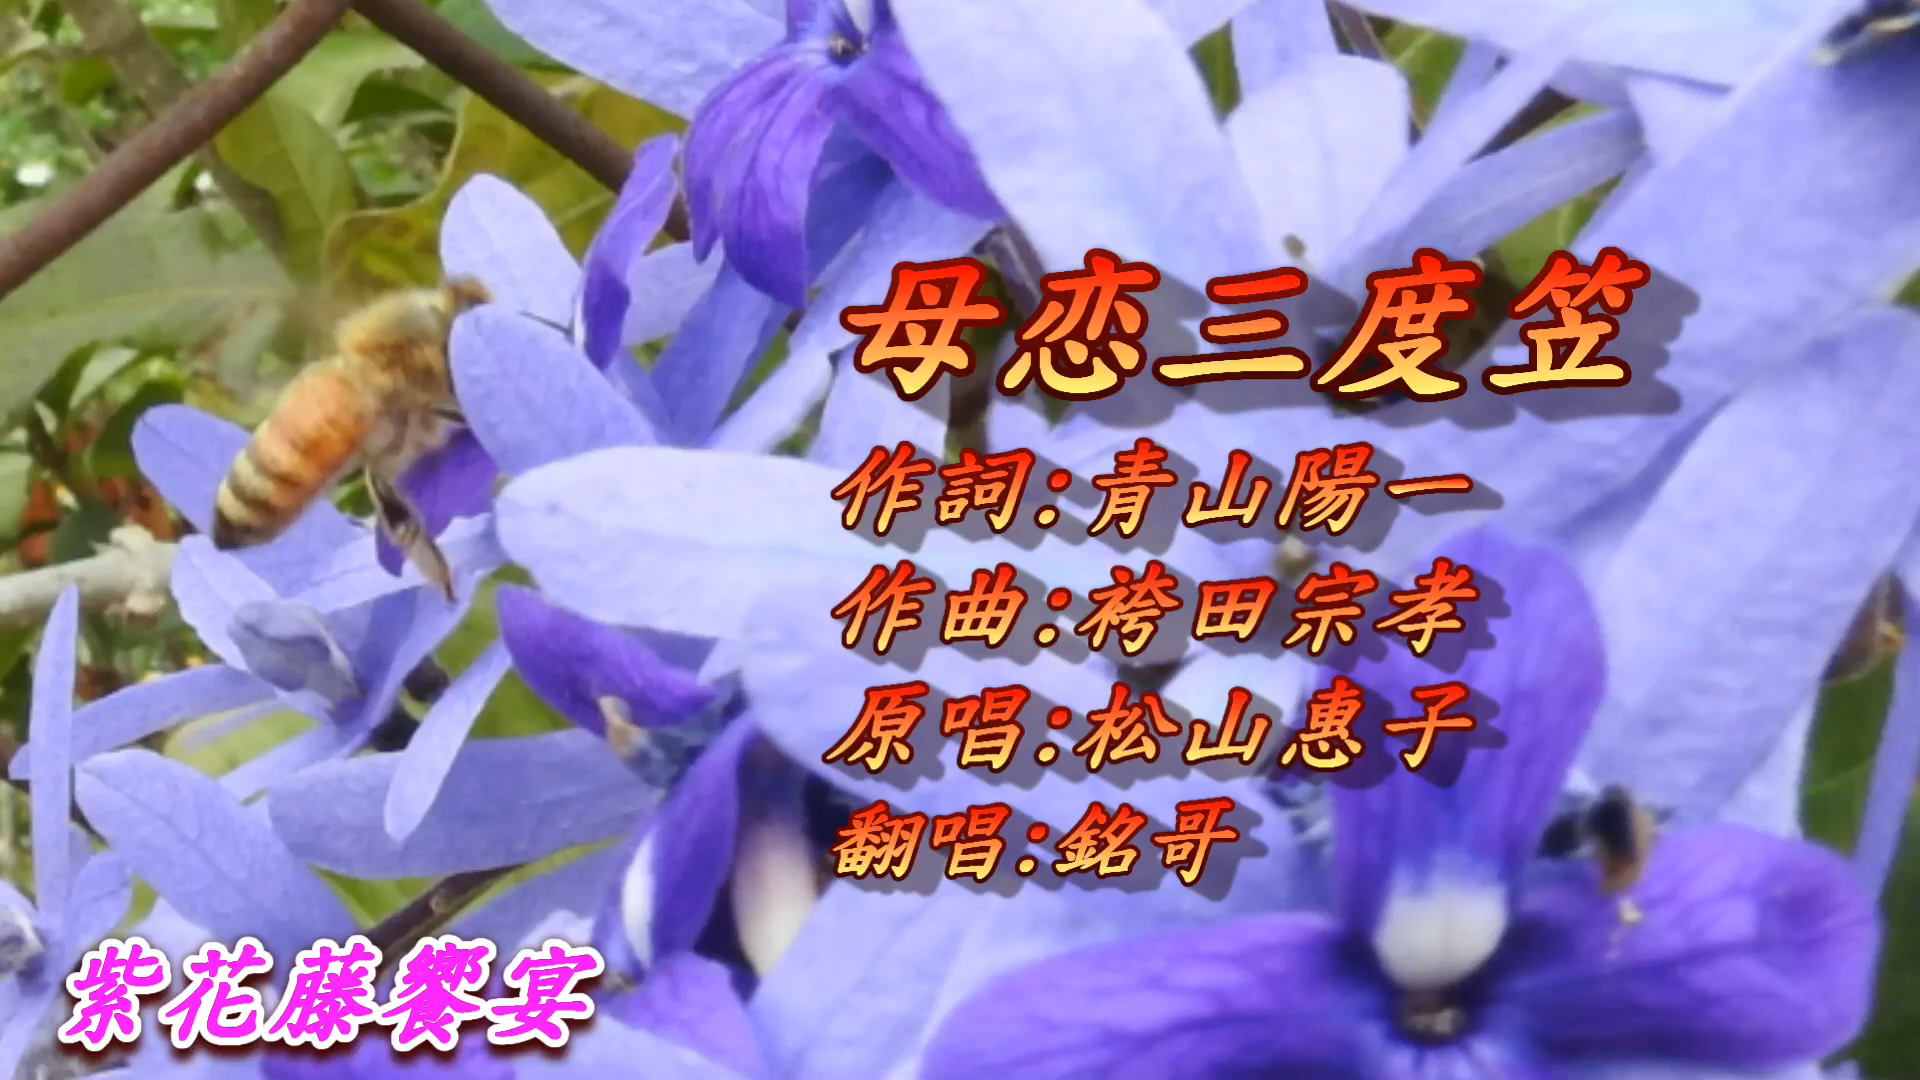 母恋三度笠
作詞:青山陽一
作曲:袴田宗孝
原唱:松山惠子
翻唱:銘哥
紫花藤饗宴